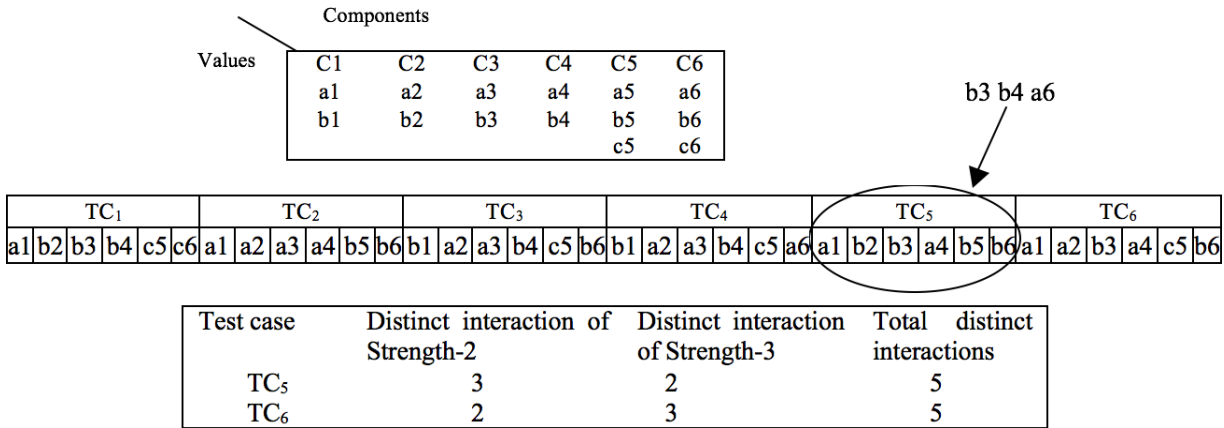 Components
Values
C1 C2 C3 C4 C5 C6
a1 a2 a3 a4 a5 a6
b1 b2 b3 b4 b5 b6
c5 c6
b3 b4 a6
TC1 TC2 TC3 TC4 TC5 TC6
a1 b2 b3 b4 c5 c6 a1 a2 a3 a4 b5 b6 b1 a2 a3 b4 c5 b6 b1 a2 a3 b4 c5 a6 a1 b2 b3 a4 b5 b6 a1 a2 b3 a4 c5 b6
Test case Distinct interaction of Distinct interaction Total distinct
Strength-2 of Strength-3 interactions
TC5 3 2 5
TC6 2 3 5